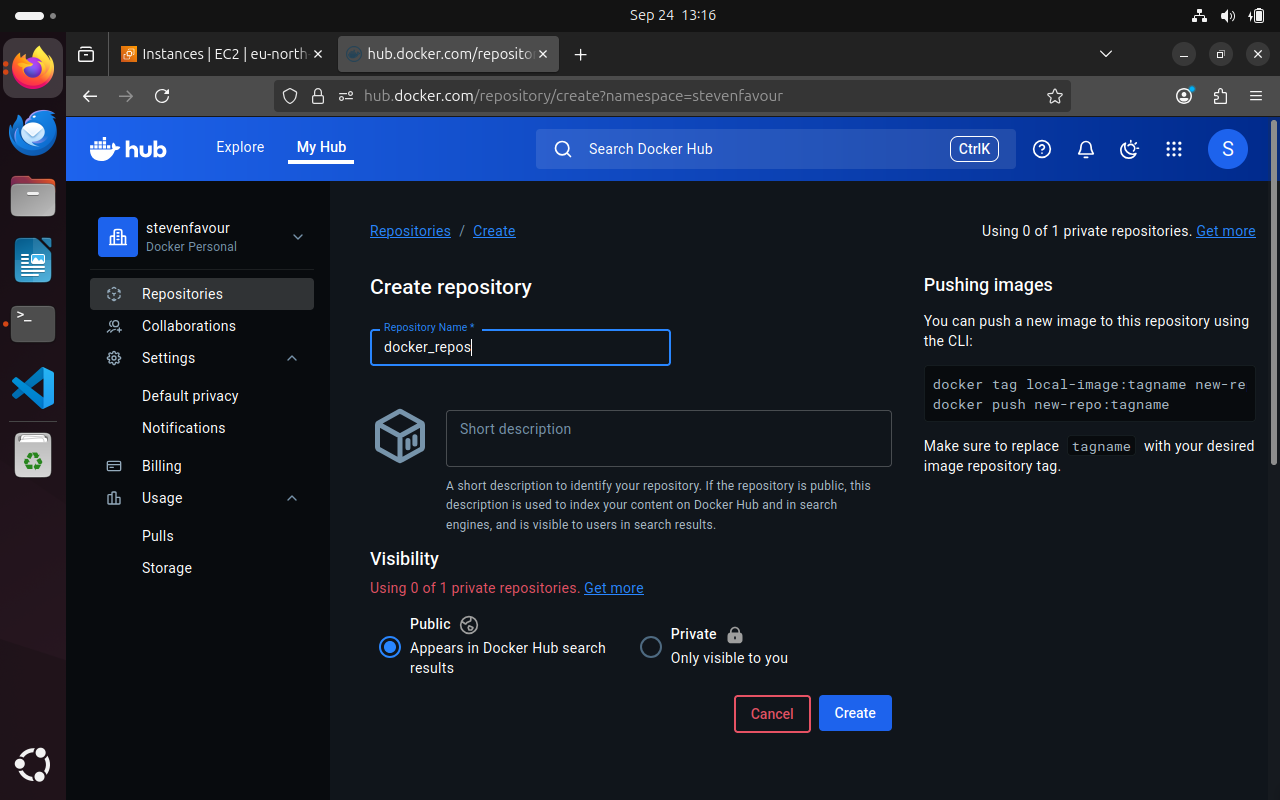 Sep 24 13:16
Instances | EC2 | eu-north-
hub.docker.com/reposito
hub.docker.com/repository/create?namespace=stevenfavour
hub
Explore
My Hub
Search Docker Hub
CtrlK
S
stevenfavour
Docker Personal
Repositories
Collaborations
Settings
Default privacy
Notifications
Billing
Usage
Pulls
Storage
Repositories / Create
Using 0 of 1 private repositories. Get more
Create repository
Repository Name *
docker_repos
Short description
A short description to identify your repository. If the repository is public, this
description is used to index your content on Docker Hub and in search
engines, and is visible to users in search results.
Visibility
Using 0 of 1 private repositories. Get more
Public
Appears in Docker Hub search
results
Private
Only visible to you
Cancel
Create
Pushing images
You can push a new image to this repository using
the CLI:
docker tag local-image:tagname new-re
docker push new-repo:tagname
Make sure to replace tagname with your desired
image repository tag.